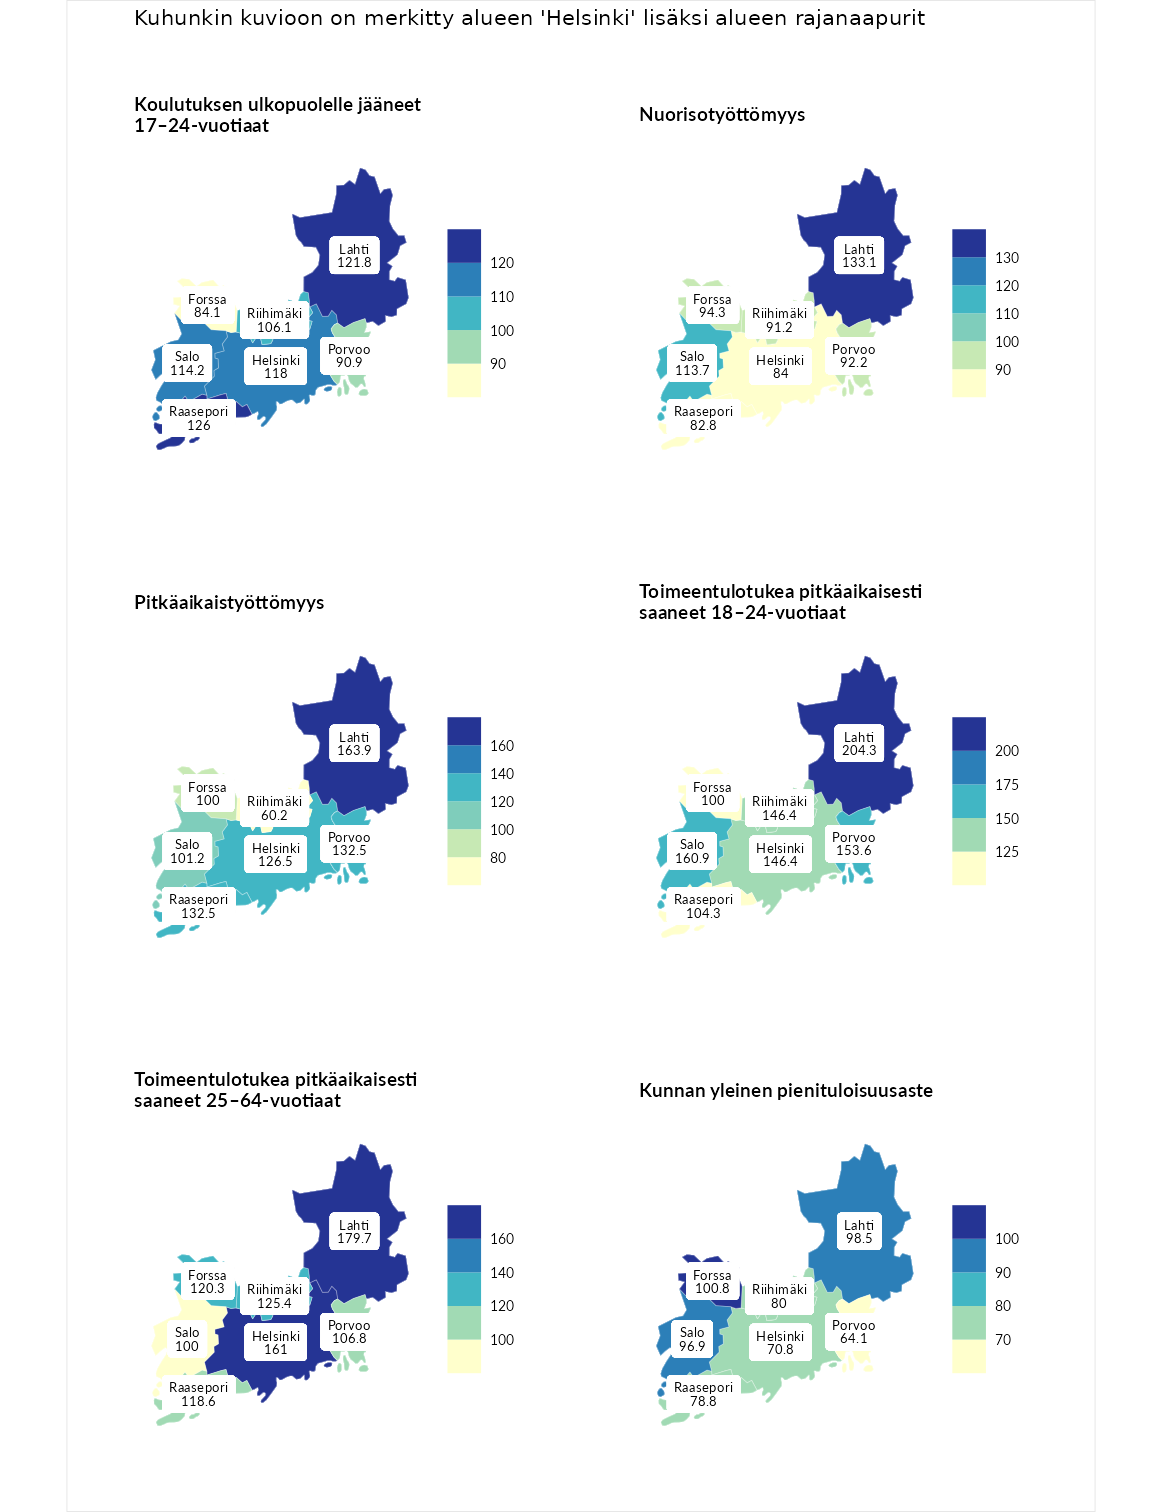 Kuhunkin kuvioon on merkitty alueen 'Helsinki' lisäksi alueen rajanaapurit
Koulutuksen ulkopuolelle jääneet
17–24-vuotiaat
Lahti
121.8
Forssa
84.1
Riihimäki
106.1
Salo
114.2
Helsinki
118
Porvoo
90.9
Raasepori
126
120
110
100
90
Nuorisotyöttömyys
Lahti
133.1
Forssa
94.3
Riihimäki
91.2
Salo
113.7
Helsinki
84
Porvoo
92.2
Raasepori
82.8
130
120
110
100
90
Pitkäaikaistyöttömyys
Lahti
163.9
Forssa
100
Riihimäki
60.2
Salo
101.2
Helsinki
126.5
Porvoo
132.5
Raasepori
132.5
160
140
120
100
80
Toimeentulotukea pitkäaikaisesti
saaneet 18–24-vuotiaat
Lahti
204.3
Forssa
100
Riihimäki
146.4
Salo
160.9
Helsinki
146.4
Porvoo
153.6
Raasepori
104.3
200
175
150
125
Toimeentulotukea pitkäaikaisesti
saaneet 25–64-vuotiaat
Lahti
179.7
Forssa
120.3
Riihimäki
125.4
Salo
100
Helsinki
161
Porvoo
106.8
Raasepori
118.6
160
140
120
100
Kunnan yleinen pienituloisuusaste
Lahti
98.5
Forssa
100.8
Riihimäki
80
Salo
96.9
Helsinki
70.8
Porvoo
64.1
Raasepori
78.8
100
90
80
70